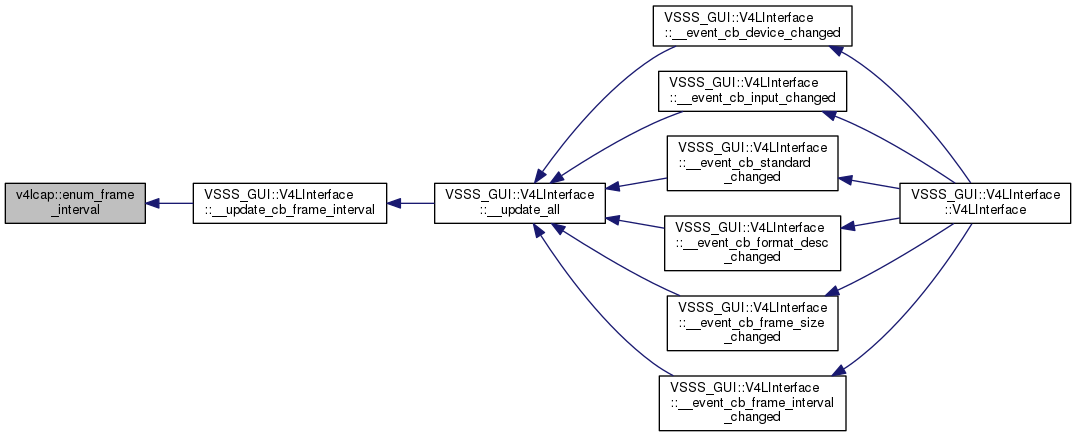 v4lcap::enum_frame
_interval
VSSS_GUI::V4LInterface
::__update_cb_frame_interval
VSSS_GUI::V4LInterface
::__update_all
VSSS_GUI::V4LInterface
::__event_cb_device_changed
VSSS_GUI::V4LInterface
::__event_cb_input_changed
VSSS_GUI::V4LInterface
::__event_cb_standard
_changed
VSSS_GUI::V4LInterface
::__event_cb_format_desc
_changed
VSSS_GUI::V4LInterface
::__event_cb_frame_size
_changed
VSSS_GUI::V4LInterface
::__event_cb_frame_interval
_changed
VSSS_GUI::V4LInterface
::V4LInterface